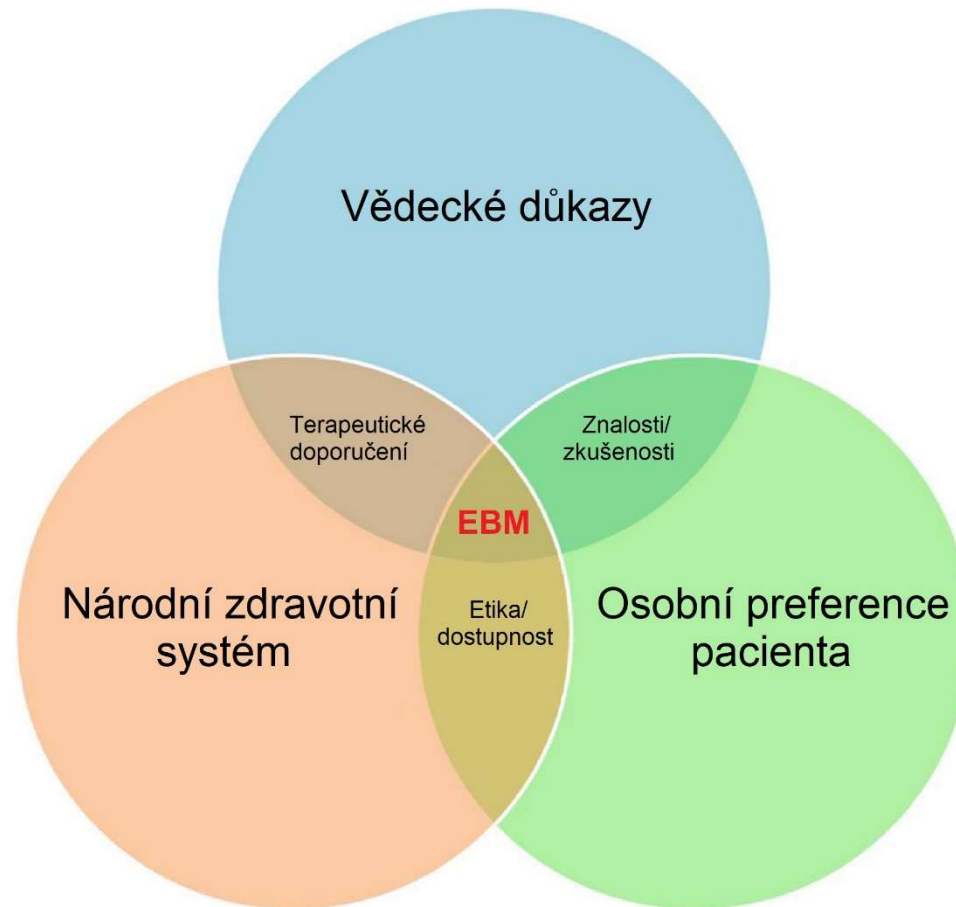 Vědecké důkazy
Terapeutické
doporučení
Znalosti/
zkušenosti
EBM
Národní zdravotní
systém
Etika/
dostupnost
Osobní preference
pacienta